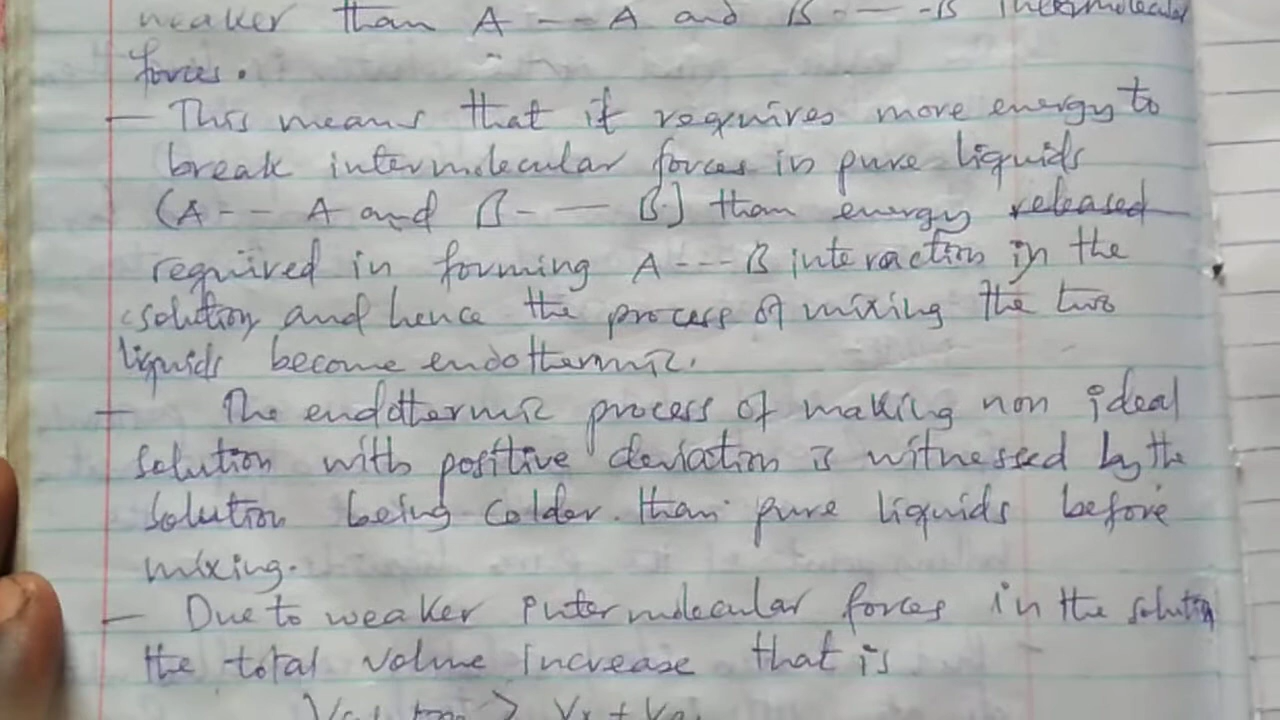 weaker than A -- A and B - — - B intermolecular
forces.
— This means that it requires more energy to
break intermolecular forces in pure liquids
(A -- A and B - — B) than energy released
required in forming A --- B interaction in the
solution and hence the process of mixing the two
liquids become endothermic.
— The endothermic process of making non ideal
solution with positive deviation is witnessed by the
solution being colder than pure liquids before
mixing.
— Due to weaker intermolecular forces in the solution
the total volume increase that is